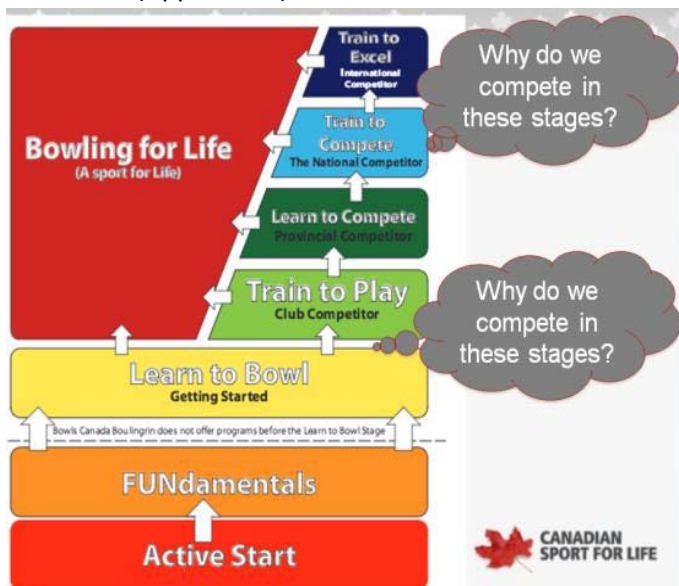 Train to
Excel
International
Competitor
Why do we
compete in
these stages?
Train to
Compete
The National Competitor
Bowling for Life
(A sport for Life)
Learn to Compete
Provincial Competitor
Train to Play
Club Competitor
Why do we
compete in
these stages?
Learn to Bowl
Getting Started
Bowls Canada Boulingrin does not offer programs before the Learn to Bowl Stage
FUNdamentals
Active Start
CANADIAN
SPORT FOR LIFE